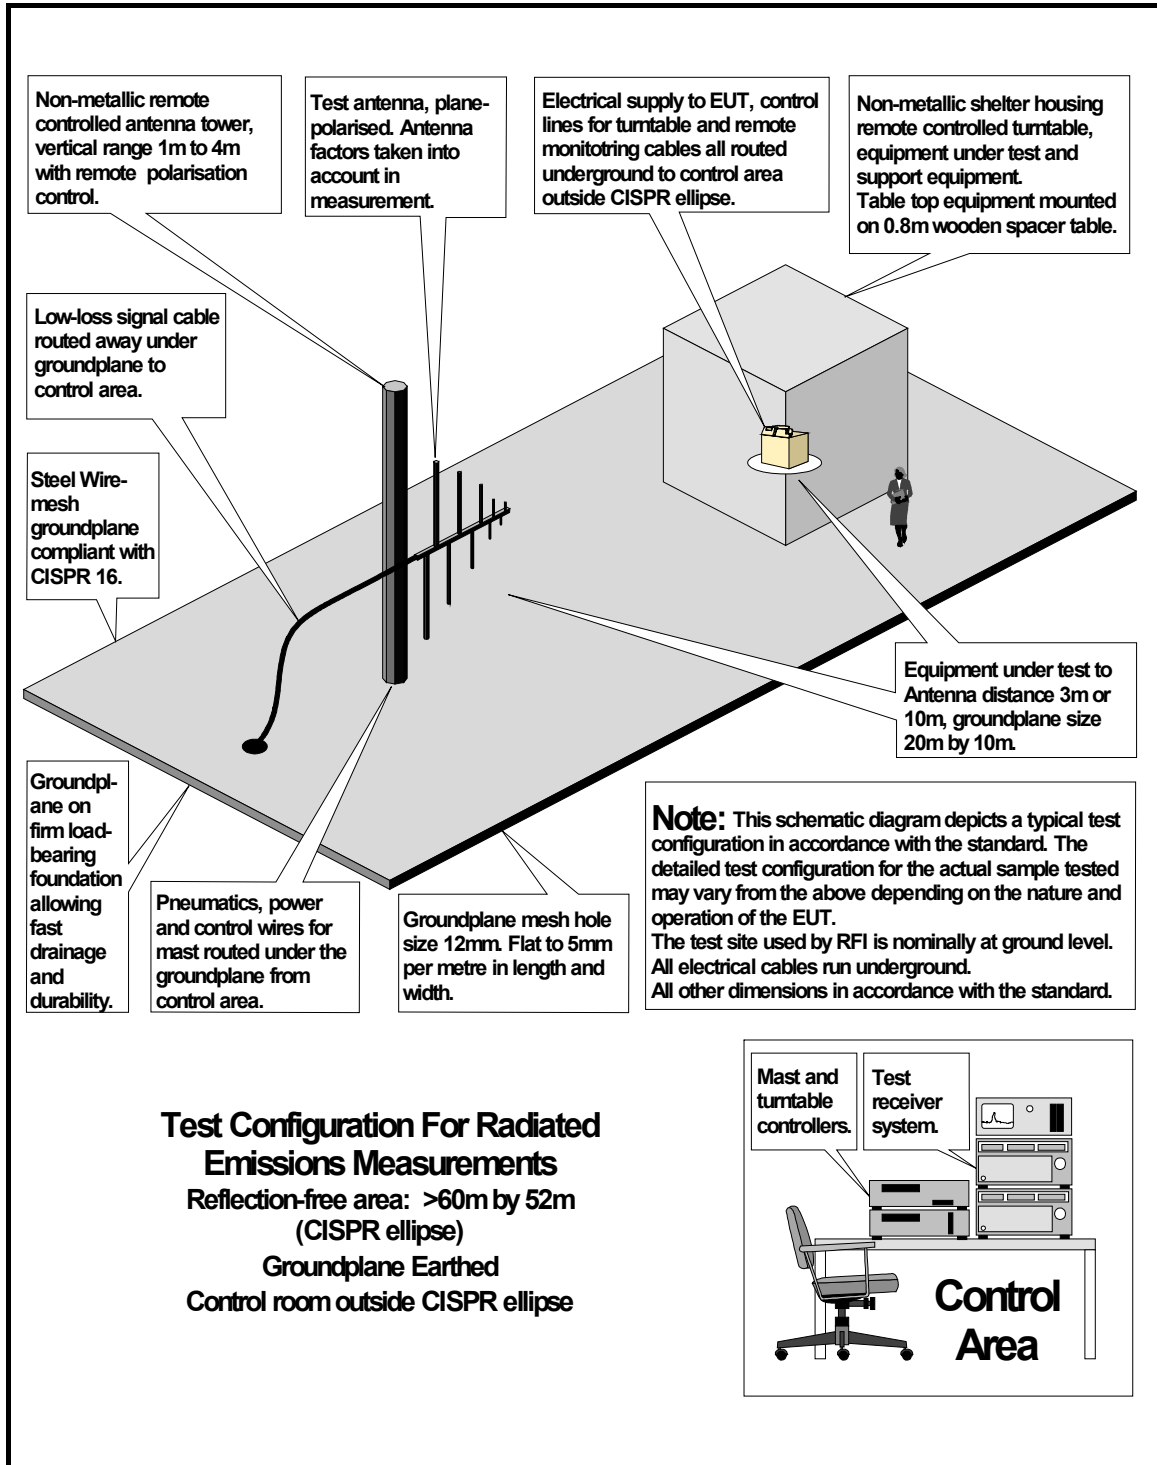 Non-metallic remote
controlled antenna tower,
vertical range 1m to 4m
with remote polarisation
control.
Test antenna, plane-
polarised. Antenna
factors taken into
account in
measurement.
Electrical supply to EUT, control
lines for turntable and remote
monitotring cables all routed
underground to control area
outside CISPR ellipse.
Non-metallic shelter housing
remote controlled turntable,
equipment under test and
support equipment.
Table top equipment mounted
on 0.8m wooden spacer table.
Low-loss signal cable
routed away under
groundplane to
control area.
Steel Wire-
mesh
groundplane
compliant with
CISPR 16.
Equipment under test to
Antenna distance 3m or
10m, groundplane size
20m by 10m.
Groundpl-
ane on
firm load-
bearing
foundation
allowing
fast
drainage
and
durability.
Pneumatics, power
and control wires for
mast routed under the
groundplane from
control area.
Groundplane mesh hole
size 12mm. Flat to 5mm
per metre in length and
width.
Note: This schematic diagram depicts a typical test
configuration in accordance with the standard. The
detailed test configuration for the actual sample tested
may vary from the above depending on the nature and
operation of the EUT.
The test site used by RFI is nominally at ground level.
All electrical cables run underground.
All other dimensions in accordance with the standard.
Test Configuration For Radiated
Emissions Measurements
Reflection-free area: >60m by 52m
(CISPR ellipse)
Groundplane Earthed
Control room outside CISPR ellipse
Mast and
turntable
controllers.
Test
receiver
system.
Control
Area